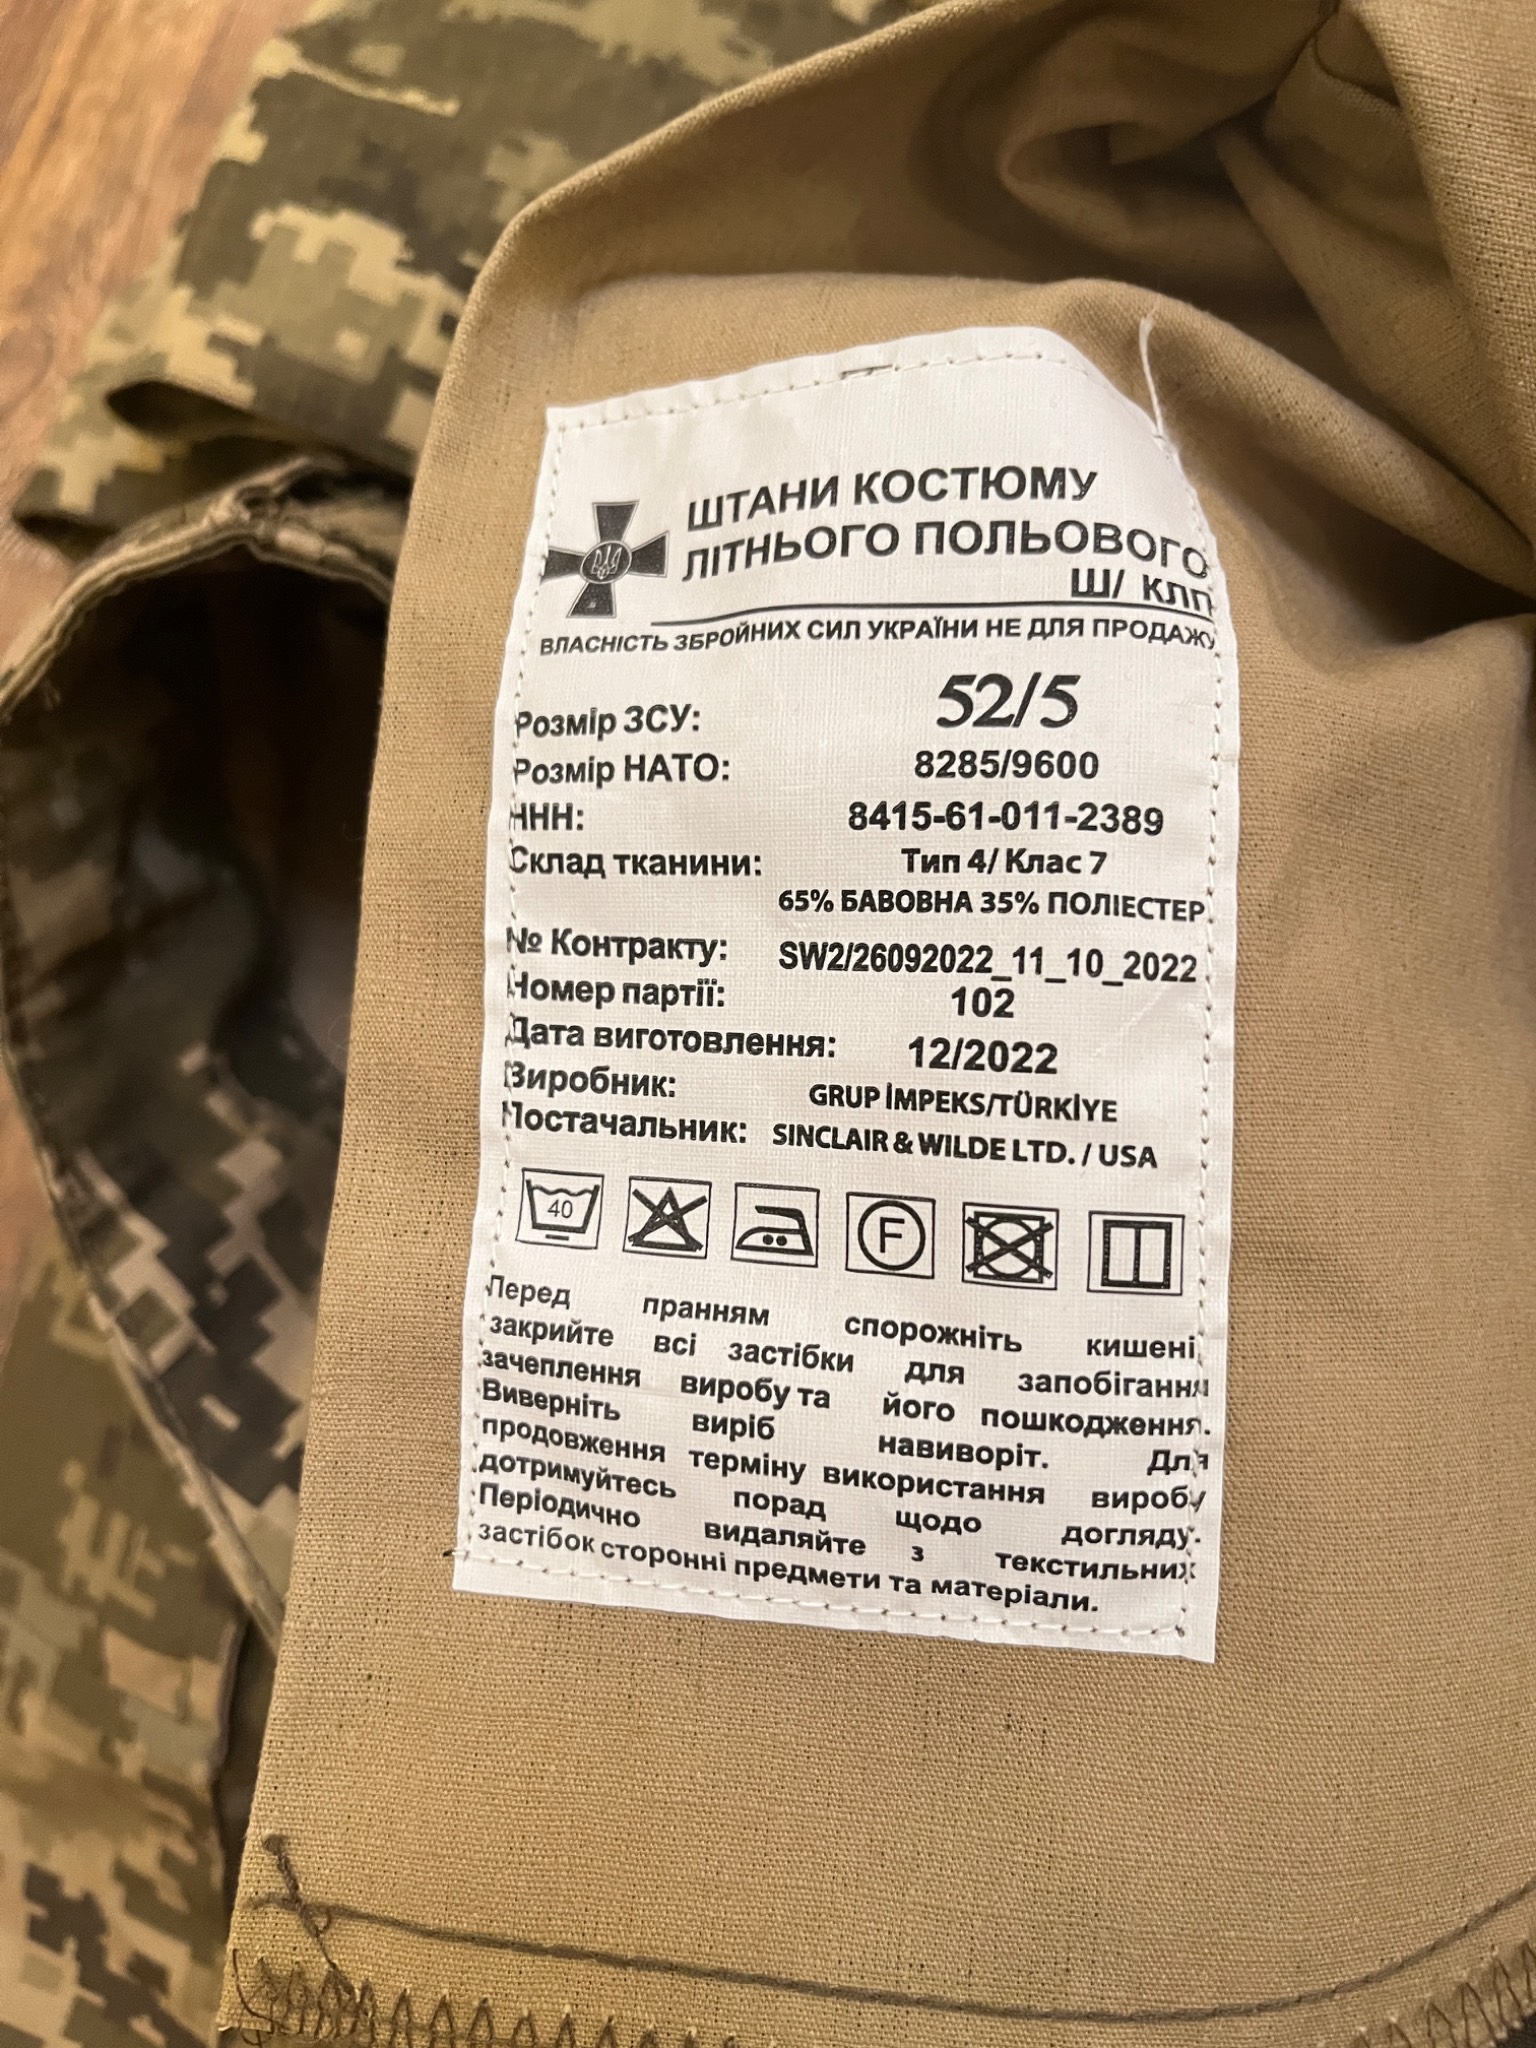 ШТАНИ КОСТЮМУ
ЛІТНЬОГО ПОЛЬОВОГО
Ш/ КЛП
ВЛАСНІСТЬ ЗБРОЙНИХ СИЛ УКРАЇНИ НЕ ДЛЯ ПРОДАЖУ
Розмір ЗСУ: 52/5
Розмір НАТО: 8285/9600
ННН: 8415-61-011-2389
Склад тканини: Тип 4/ Клас 7
65% БАВОВНА 35% ПОЛІЕСТЕР
№ Контракту: SW2/26092022_11_10_2022
Номер партії: 102
Дата виготовлення: 12/2022
Виробник: GRUP İMPEKS/TÜRKİYE
Постачальник: SINCLAIR & WILDE LTD. / USA
40 F
Перед пранням спорожніть кишені,
закрийте всі застібки для запобігання
зачеплення виробу та його пошкодження.
Виверніть виріб навиворіт. Для
продовження терміну використання виробу
дотримуйтесь порад щодо догляду.
Періодично видаляйте з текстильних
застібок сторонні предмети та матеріали.